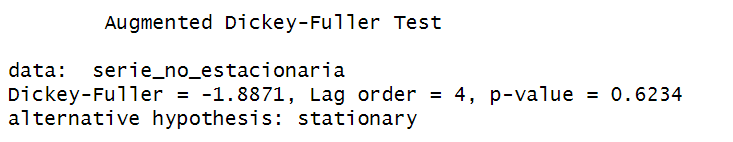 Augmented Dickey-Fuller Test
data:  serie_no_estacionaria
Dickey-Fuller = -1.8871, Lag order = 4, p-value = 0.6234
alternative hypothesis: stationary